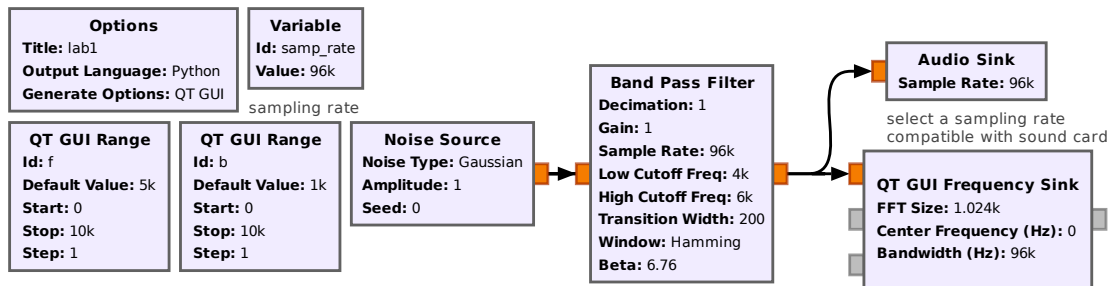 Options
Title: lab1
Output Language: Python
Generate Options: QT GUI
Variable
Id: samp_rate
Value: 96k
sampling rate
QT GUI Range
Id: f
Default Value: 5k
Start: 0
Stop: 10k
Step: 1
QT GUI Range
Id: b
Default Value: 1k
Start: 0
Stop: 10k
Step: 1
Noise Source
Noise Type: Gaussian
Amplitude: 1
Seed: 0
Band Pass Filter
Decimation: 1
Gain: 1
Sample Rate: 96k
Low Cutoff Freq: 4k
High Cutoff Freq: 6k
Transition Width: 200
Window: Hamming
Beta: 6.76
Audio Sink
Sample Rate: 96k
select a sampling rate
compatible with sound card
QT GUI Frequency Sink
FFT Size: 1.024k
Center Frequency (Hz): 0
Bandwidth (Hz): 96k